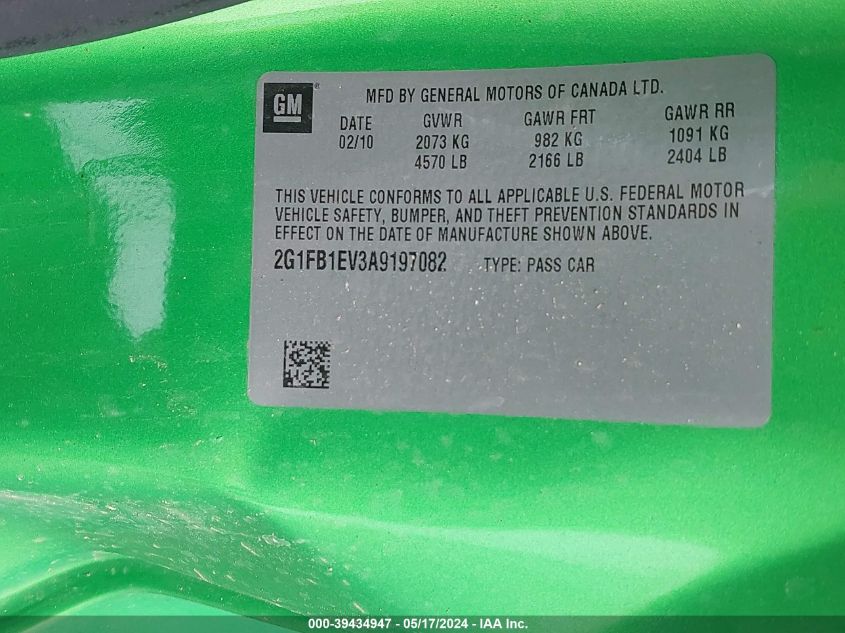 GM ® MFD BY GENERAL MOTORS OF CANADA LTD.
DATE GVWR GAWR FRT GAWR RR
02/10 2073 KG 982 KG 1091 KG
4570 LB 2166 LB 2404 LB
THIS VEHICLE CONFORMS TO ALL APPLICABLE U.S. FEDERAL MOTOR
VEHICLE SAFETY, BUMPER, AND THEFT PREVENTION STANDARDS IN
EFFECT ON THE DATE OF MANUFACTURE SHOWN ABOVE.
2G1FB1EV3A9197082 TYPE: PASS CAR
000-39434947 - 05/17/2024 - IAA Inc.